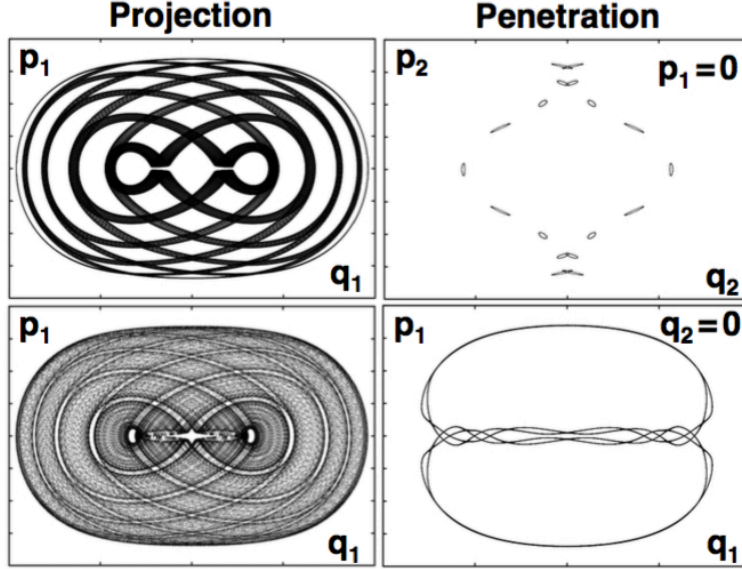 Projection
Penetration
p₁
p₂
p₁ = 0
q₁
q₂
p₁
p₁
q₂ = 0
q₁
q₁